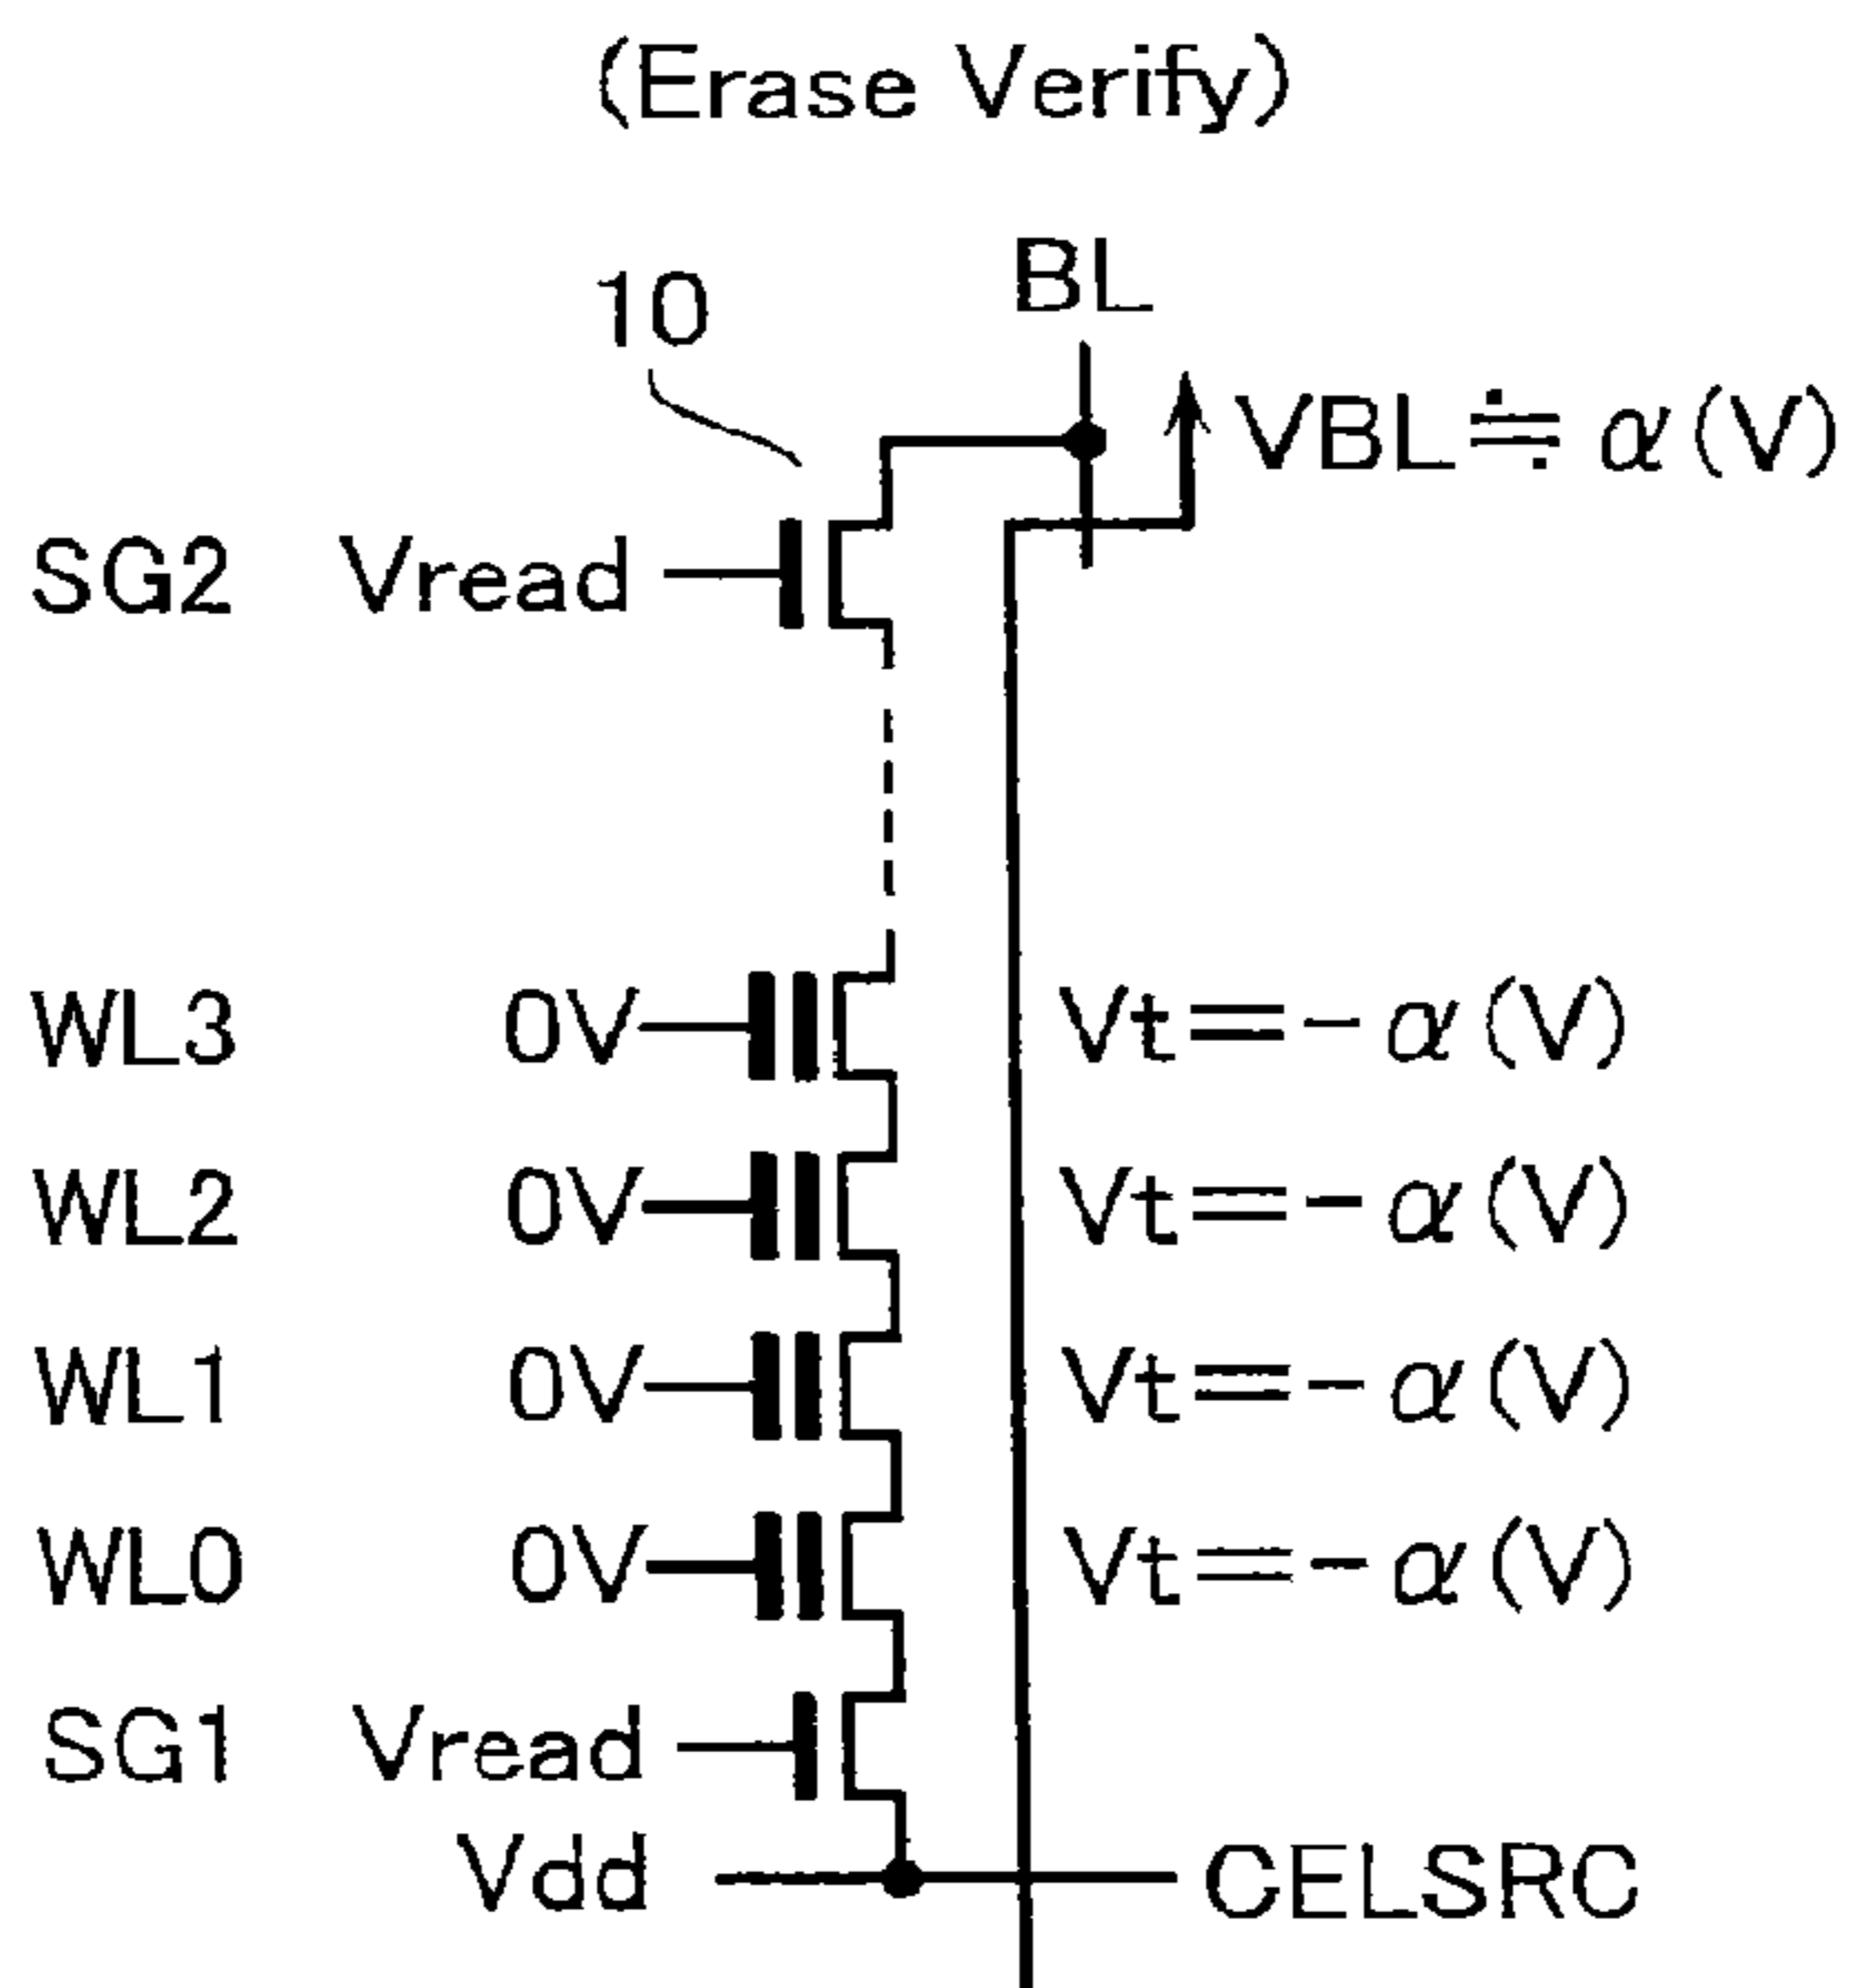 (Erase Verify)
BL
10
VBL≒α(V)
SG2 Vread
WL3 0V Vt=-α(V)
WL2 0V Vt=-α(V)
WL1 0V Vt=-α(V)
WL0 0V Vt=-α(V)
SG1 Vread
Vdd CELSRC